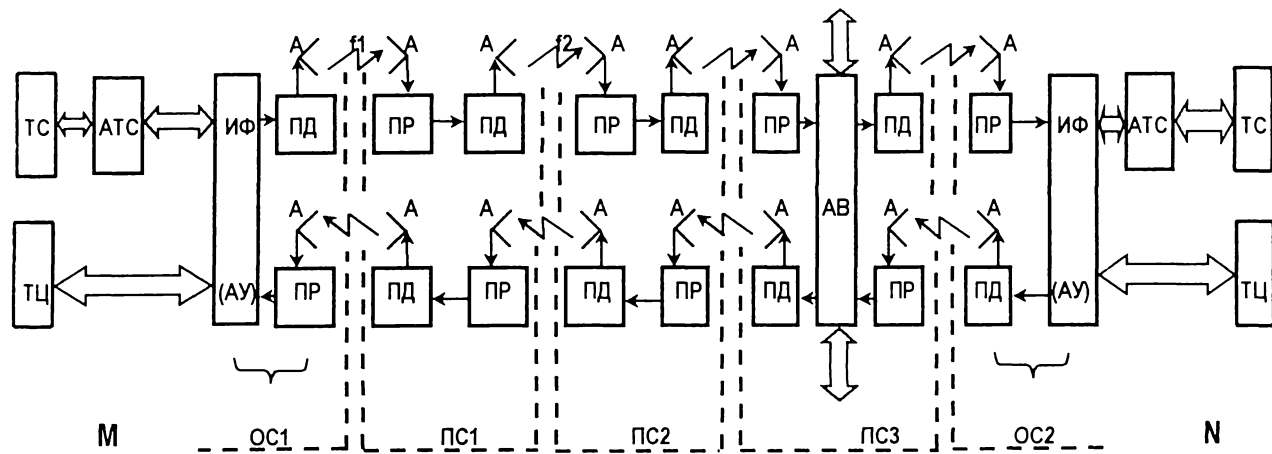 А f1 А А f2 А А А А А
ТС АТС ИФ ПД ПР ПД ПР ПД ПР ПД ПР ИФ АТС ТС
А А А А А А А А
АВ
ТЦ (АУ) ПР ПД ПР ПД ПР ПД ПР ПД (АУ) ТЦ
М ОС1 ПС1 ПС2 ПС3 ОС2 N